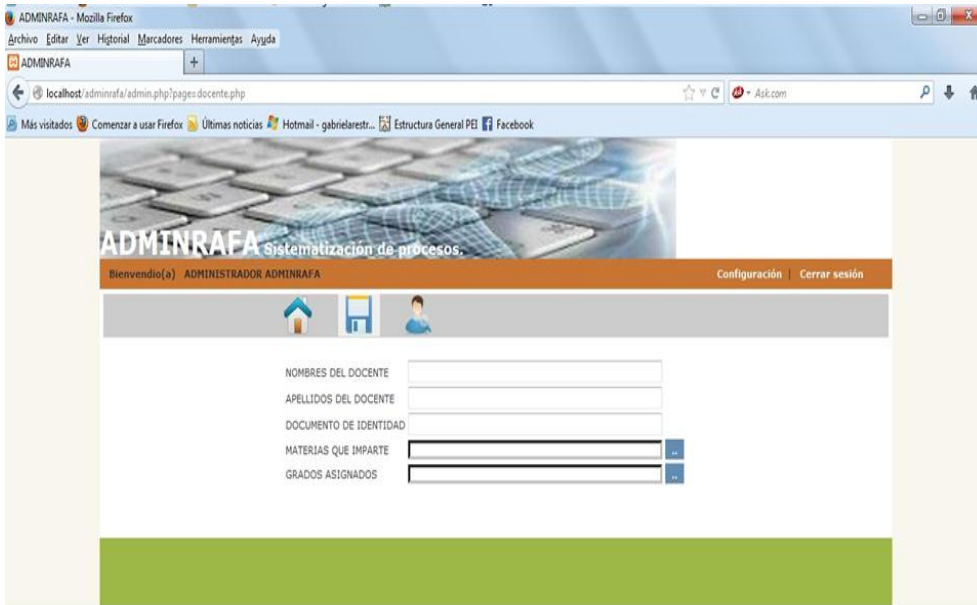 ADMINRAFA - Mozilla Firefox
Archivo Editar Ver Historial Marcadores Herramientas Ayuda
ADMINRAFA +
localhost/adminrafa/admin.php?page=docente.php
Ask.com
Más visitados Comenzar a usar Firefox Últimas noticias Hotmail - gabrielarestr... Estructura General PEI Facebook
ADMINRAFA Sistematización de procesos.
Bienvendio(a) ADMINISTRADOR ADMINRAFA Configuración | Cerrar sesión
NOMBRES DEL DOCENTE
APELLIDOS DEL DOCENTE
DOCUMENTO DE IDENTIDAD
MATERIAS QUE IMPARTE ..
GRADOS ASIGNADOS ..